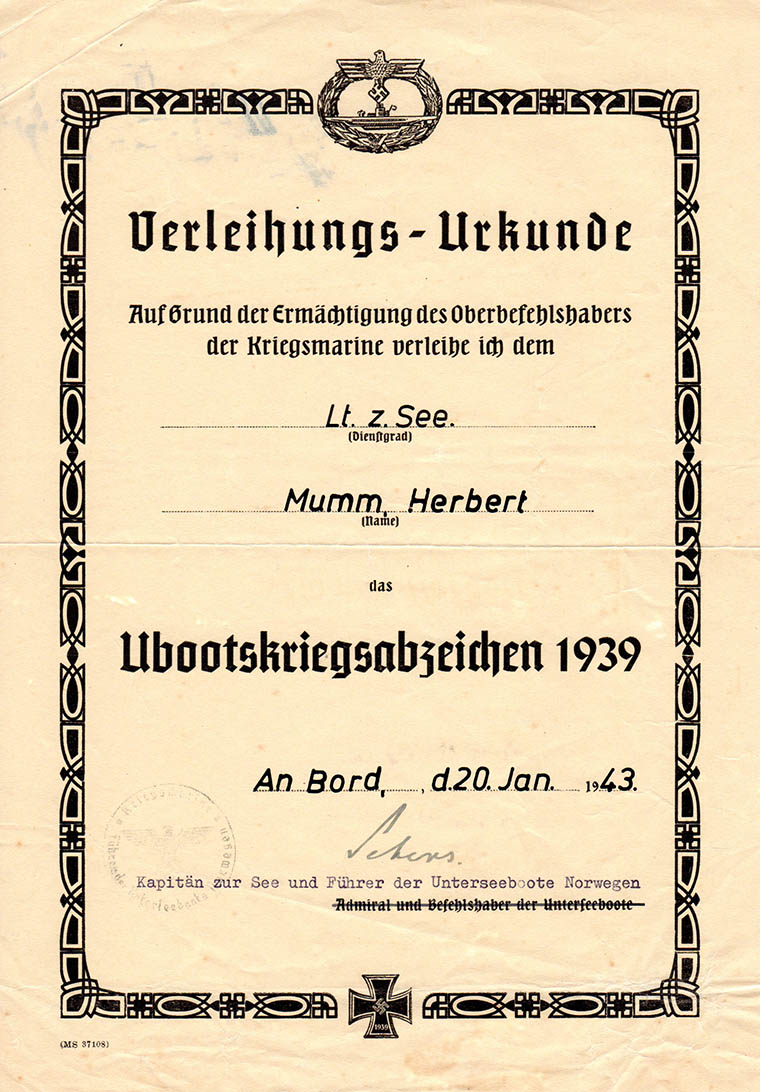 Verleihungs-Urkunde
Auf Grund der Ermächtigung des Oberbefehlshabers
der Kriegsmarine verleihe ich dem
Lt. z. See.
(Dienstgrad)
Mumm, Herbert
(Name)
das
Ubootskriegsabzeichen 1939
An Bord, , d. 20. Jan. 1943.
Kapitän zur See und Führer der Unterseeboote Norwegen
Admiral und Befehlshaber der Unterseeboote
1939
(MS 37108)